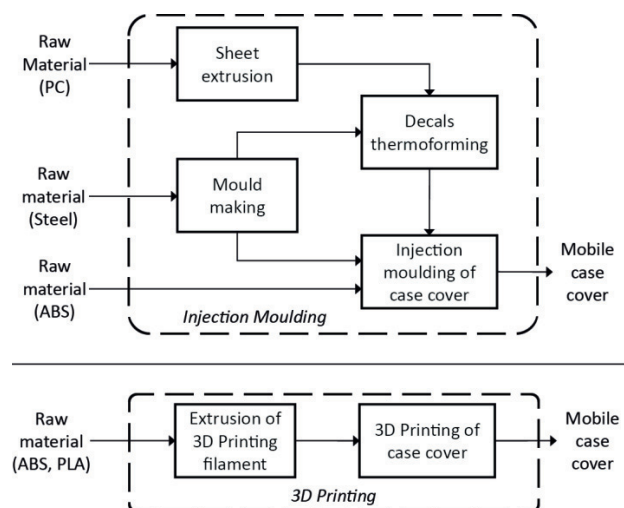 Raw
Material
(PC)
Sheet
extrusion
Decals
thermoforming
Raw
material
(Steel)
Mould
making
Raw
material
(ABS)
Injection
moulding of
case cover
Mobile
case
cover
Injection Moulding
Raw
material
(ABS, PLA)
Extrusion of
3D Printing
filament
3D Printing of
case cover
Mobile
case
cover
3D Printing